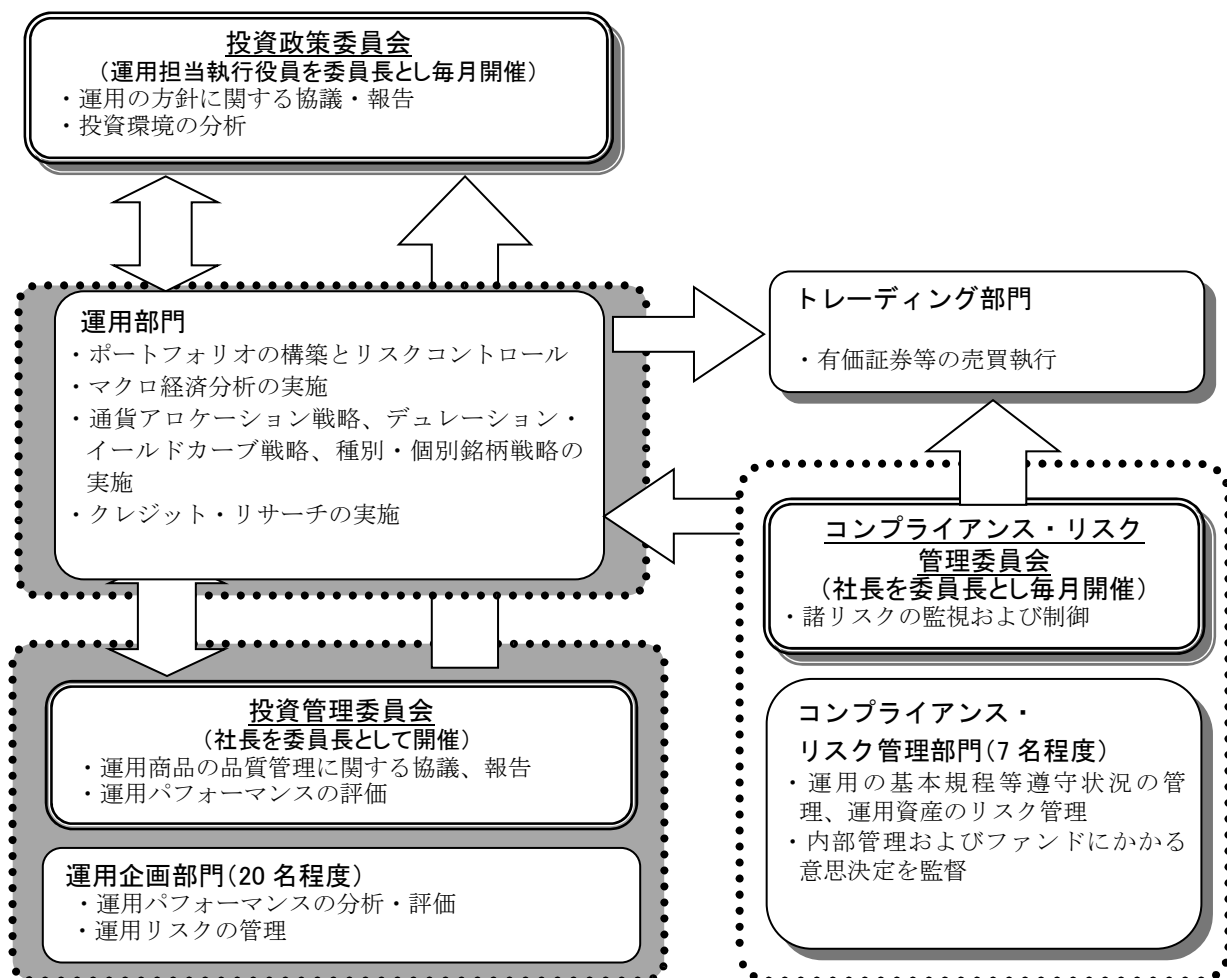 投資政策委員会
（運用担当執行役員を委員長とし毎月開催）
・運用の方針に関する協議・報告
・投資環境の分析
運用部門
・ポートフォリオの構築とリスクコントロール
・マクロ経済分析の実施
・通貨アロケーション戦略、デュレーション・
イールドカーブ戦略、種別・個別銘柄戦略の
実施
・クレジット・リサーチの実施
トレーディング部門
・有価証券等の売買執行
コンプライアンス・リスク
管理委員会
（社長を委員長とし毎月開催）
・諸リスクの監視および制御
コンプライアンス・
リスク管理部門（7 名程度）
・運用の基本規程等遵守状況の管
理、運用資産のリスク管理
・内部管理およびファンドにかかる
意思決定を監督
投資管理委員会
（社長を委員長として開催）
・運用商品の品質管理に関する協議、報告
・運用パフォーマンスの評価
運用企画部門（20 名程度）
・運用パフォーマンスの分析・評価
・運用リスクの管理